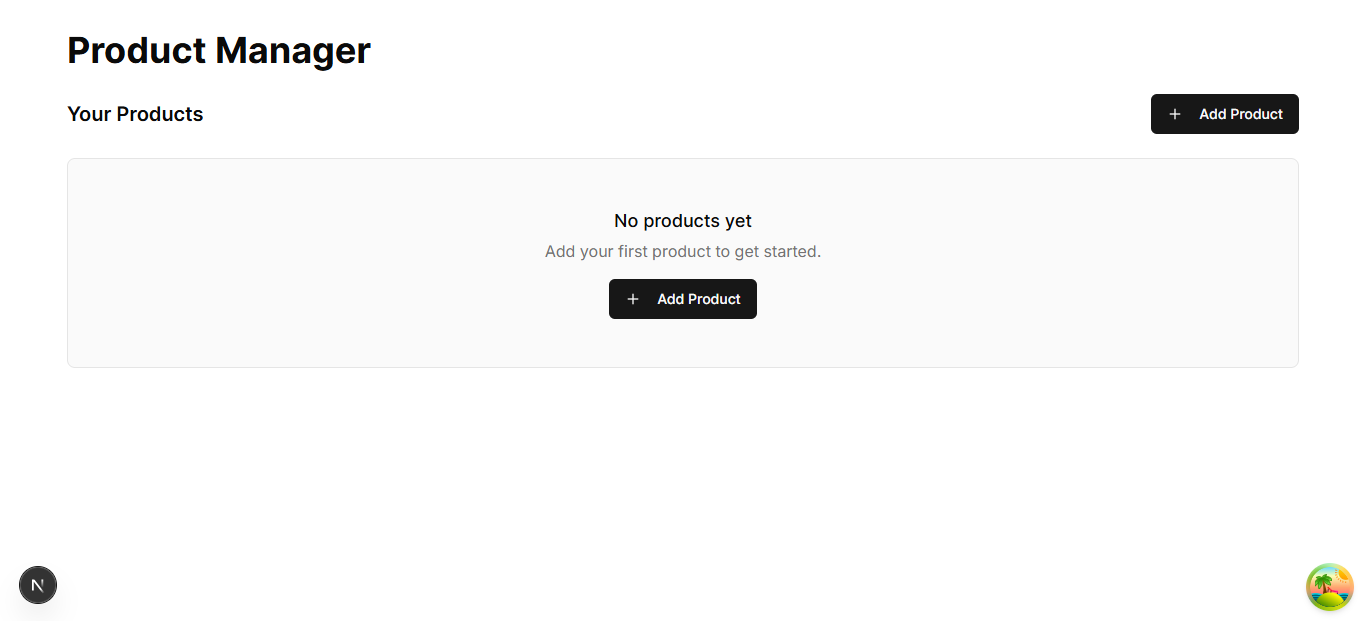 Product Manager
Your Products
+ Add Product
No products yet
Add your first product to get started.
+ Add Product
N